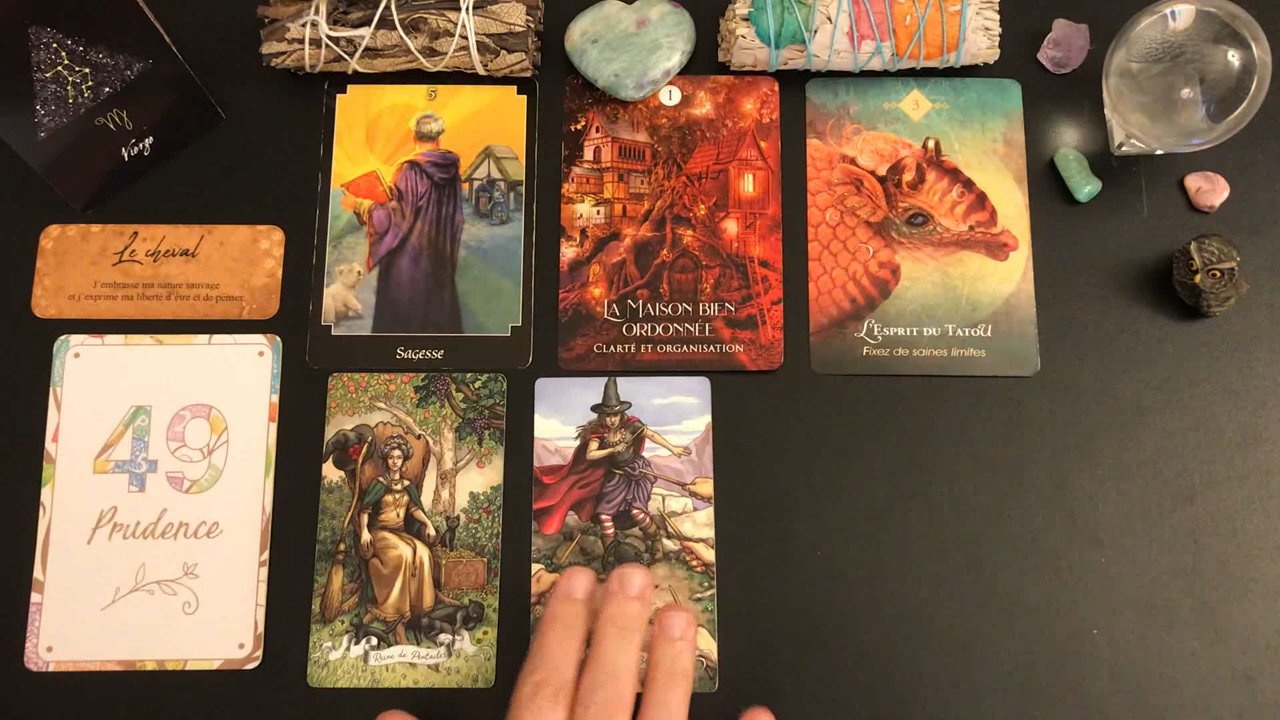 Virgo
Le cheval
J'embrasse ma nature sauvage
et j'exprime ma liberté d'être et de penser.
49
Prudence
5
Sagesse
1
LA MAISON BIEN
ORDONNÉE
CLARTÉ ET ORGANISATION
3
L'ESPRIT DU TATOU
Fixez de saines limites
Reine de Pentacles